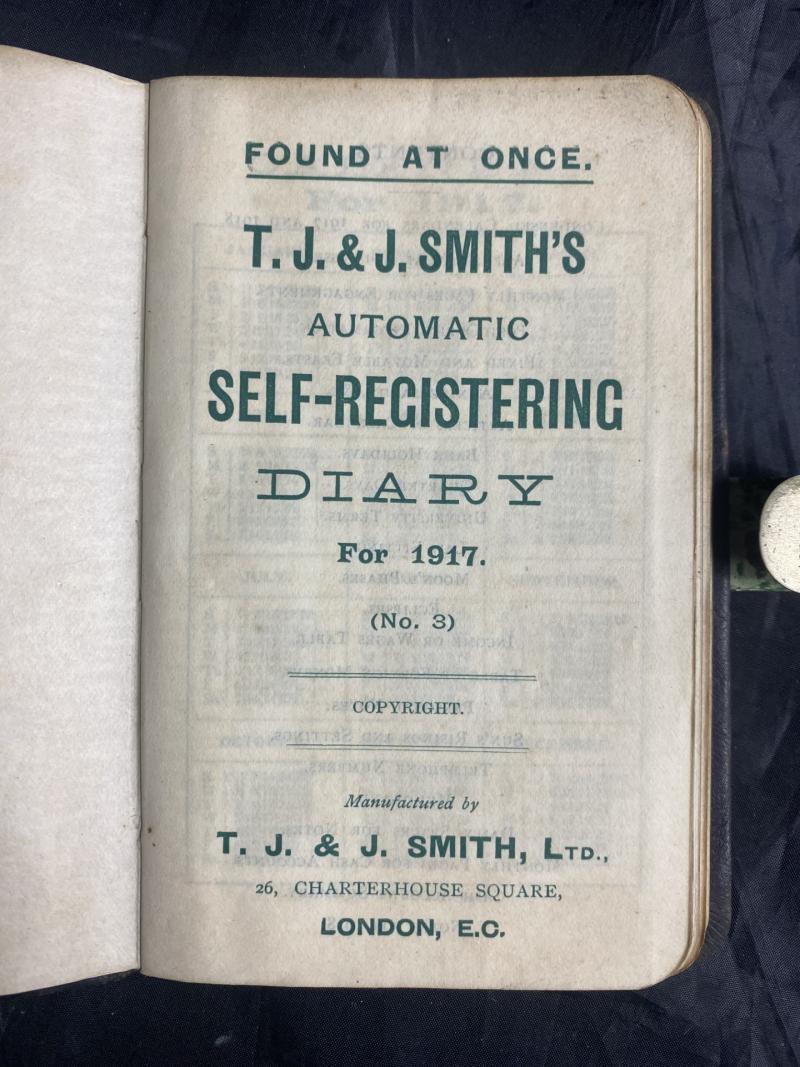 FOUND AT ONCE.
T. J. & J. SMITH'S
AUTOMATIC
SELF-REGISTERING
DIARY
For 1917.
(No. 3)
COPYRIGHT.
Manufactured by
T. J. & J. SMITH, LTD.,
26, CHARTERHOUSE SQUARE,
LONDON, E.C.